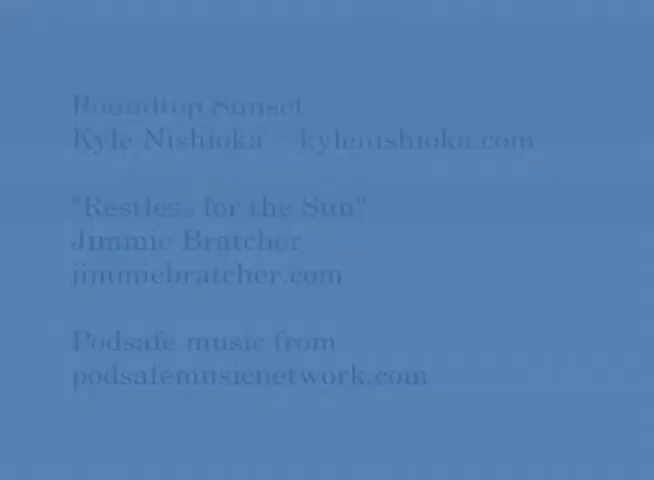 Roundtop Sunset
Kyle Nishioka - kylenishioka.com
"Restless for the Sun"
Jimmie Bratcher
jimmiebratcher.com
Podsafe music from
podsafemusicnetwork.com